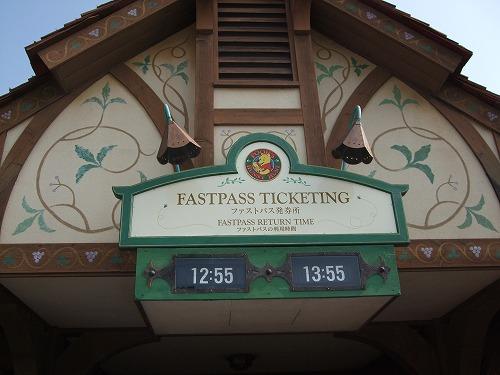 FASTPASS TICKETING
ファストパス発券所
FASTPASS RETURN TIME
ファストパスの利用時間
12:55 13:55